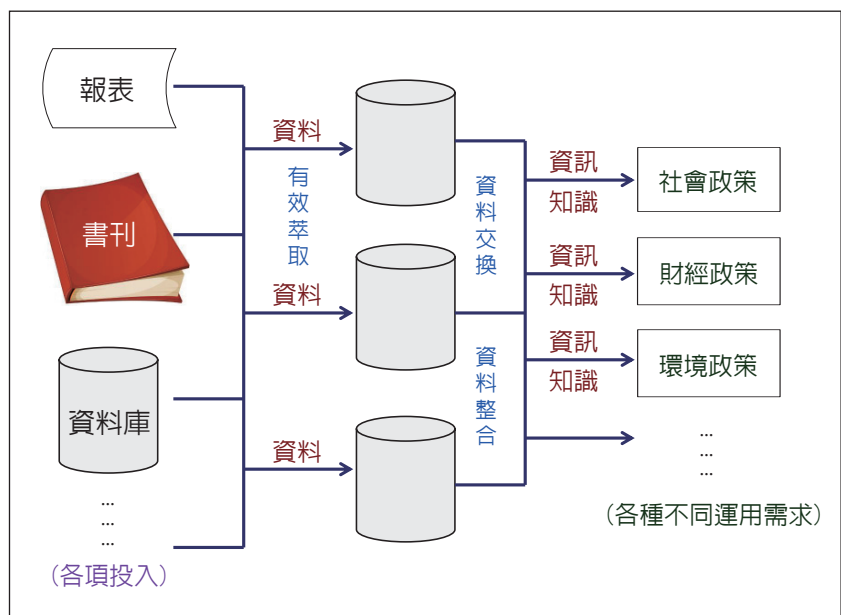 報表
書刊
資料庫
...
...
...
(各項投入)
資料
有效萃取
資料
資料
資料交換
資料整合
資訊
知識
社會政策
資訊
知識
財經政策
資訊
知識
環境政策
...
...
...
(各種不同運用需求)